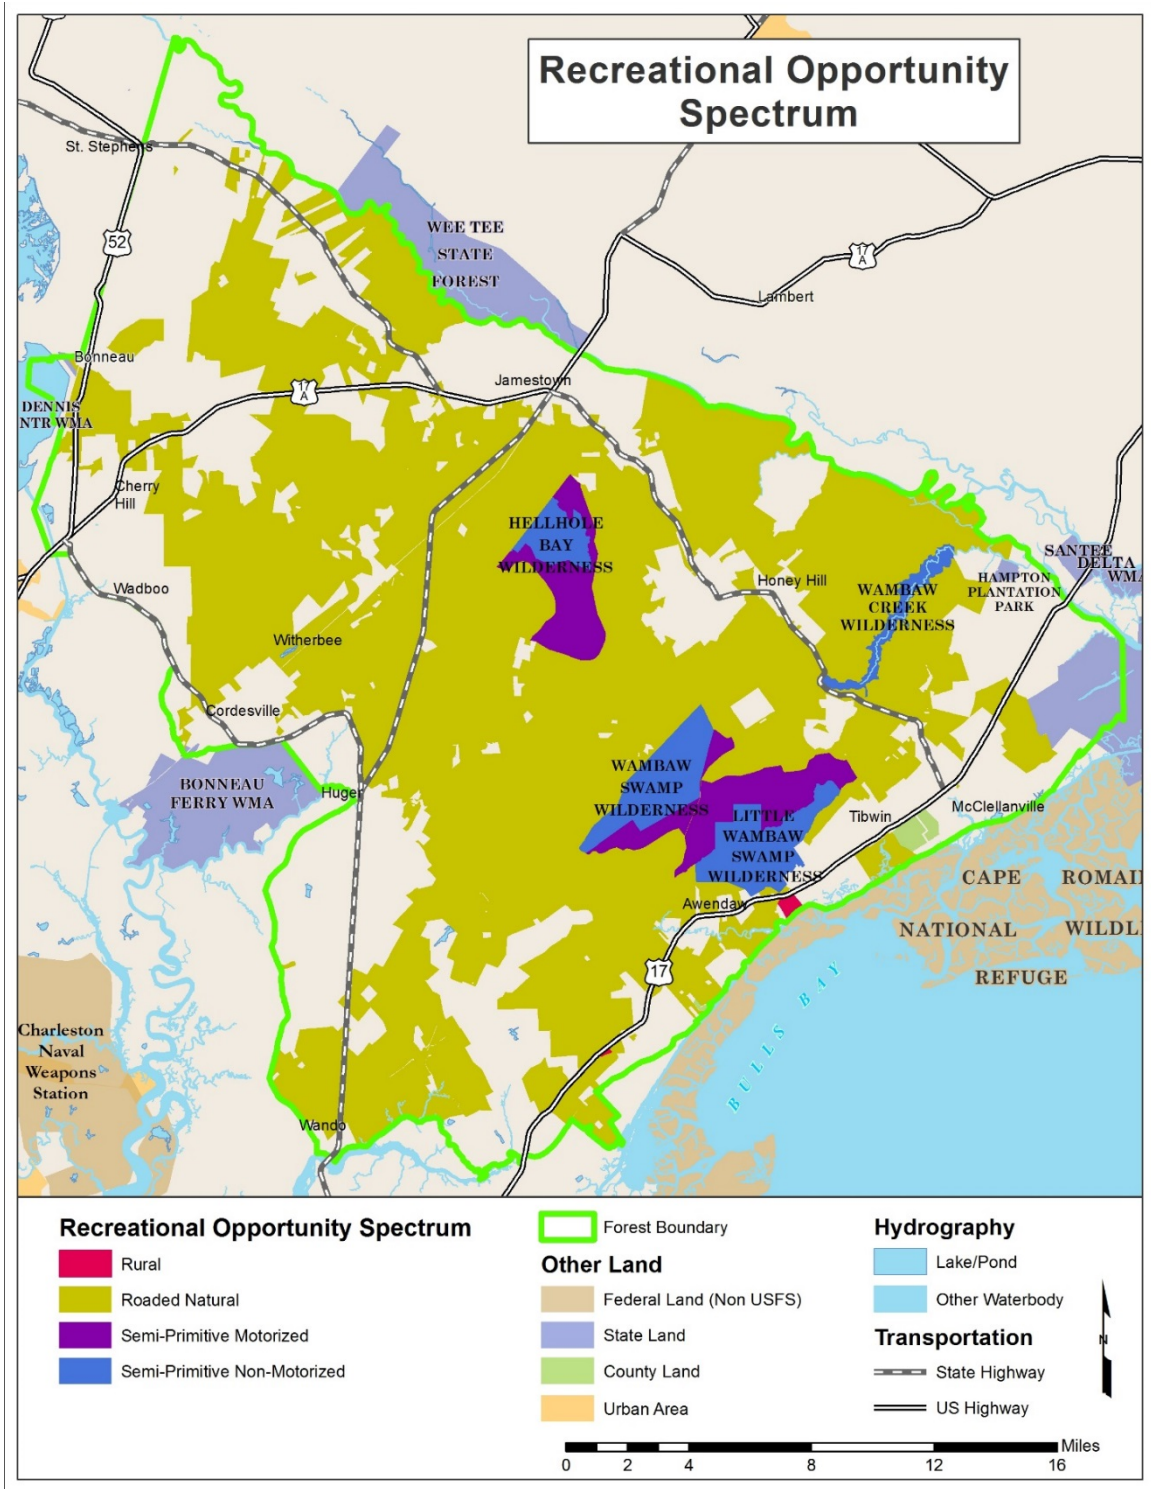 Recreational Opportunity
Spectrum
St. Stephens
52
WEE TEE
STATE
FOREST
17
A
Lambert
Bonneau
Jamestown
17
A
DENNIS
NTR WMA
Cherry
Hill
HELLHOLE
BAY
WILDERNESS
SANTEE
DELTA
WMA
HAMPTON
PLANTATION
PARK
Honey Hill
WAMBAW
CREEK
WILDERNESS
Wadboo
Witherbee
Cordesville
BONNEAU
FERRY WMA
Huger
WAMBAW
SWAMP
WILDERNESS
LITTLE
WAMBAW
SWAMP
WILDERNESS
Tibwin
McClellanville
Awendaw
CAPE ROMAI
NATIONAL WILDL
REFUGE
17
BULLS BAY
Charleston
Naval
Weapons
Station
Wando
Recreational Opportunity Spectrum
Rural
Roaded Natural
Semi-Primitive Motorized
Semi-Primitive Non-Motorized
Forest Boundary
Other Land
Federal Land (Non USFS)
State Land
County Land
Urban Area
Hydrography
Lake/Pond
Other Waterbody
Transportation
State Highway
US Highway
N
Miles
0 2 4 8 12 16